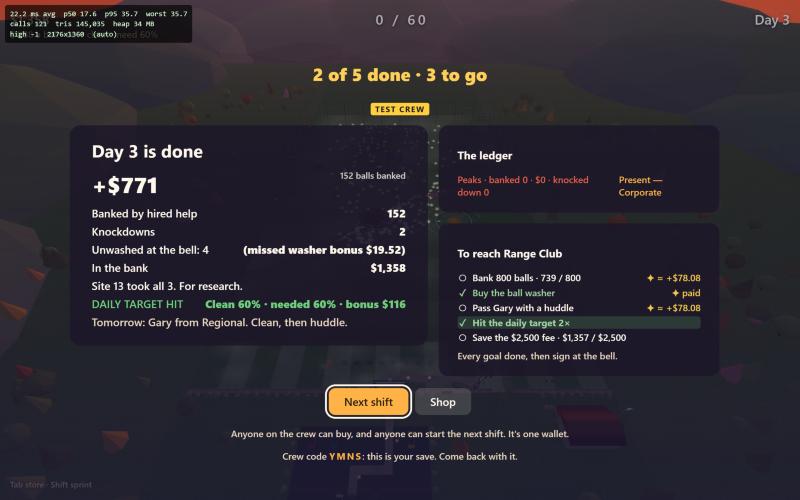 22.2 ms avg p50 17.6 p95 35.7 worst 35.7
calls 121 tris 145,035 heap 34 MB
high -1 2176x1360 (auto)
need 60%
0 / 60
Day 3
2 of 5 done · 3 to go
TEST CREW
Day 3 is done
+$771
152 balls banked
Banked by hired help 152
Knockdowns 2
Unwashed at the bell: 4 (missed washer bonus $19.52)
In the bank $1,358
Site 13 took all 3. For research.
DAILY TARGET HIT Clean 60% · needed 60% · bonus $116
Tomorrow: Gary from Regional. Clean, then huddle.
The ledger
Peaks · banked 0 · $0 · knocked down 0
Present — Corporate
To reach Range Club
○ Bank 800 balls · 739 / 800 ✦ = +$78.08
✓ Buy the ball washer ✦ paid
○ Pass Gary with a huddle ✦ = +$78.08
✓ Hit the daily target 2×
○ Save the $2,500 fee · $1,357 / $2,500
Every goal done, then sign at the bell.
Next shift
Shop
Anyone on the crew can buy, and anyone can start the next shift. It's one wallet.
Crew code YMNS: this is your save. Come back with it.
Tab store · Shift sprint